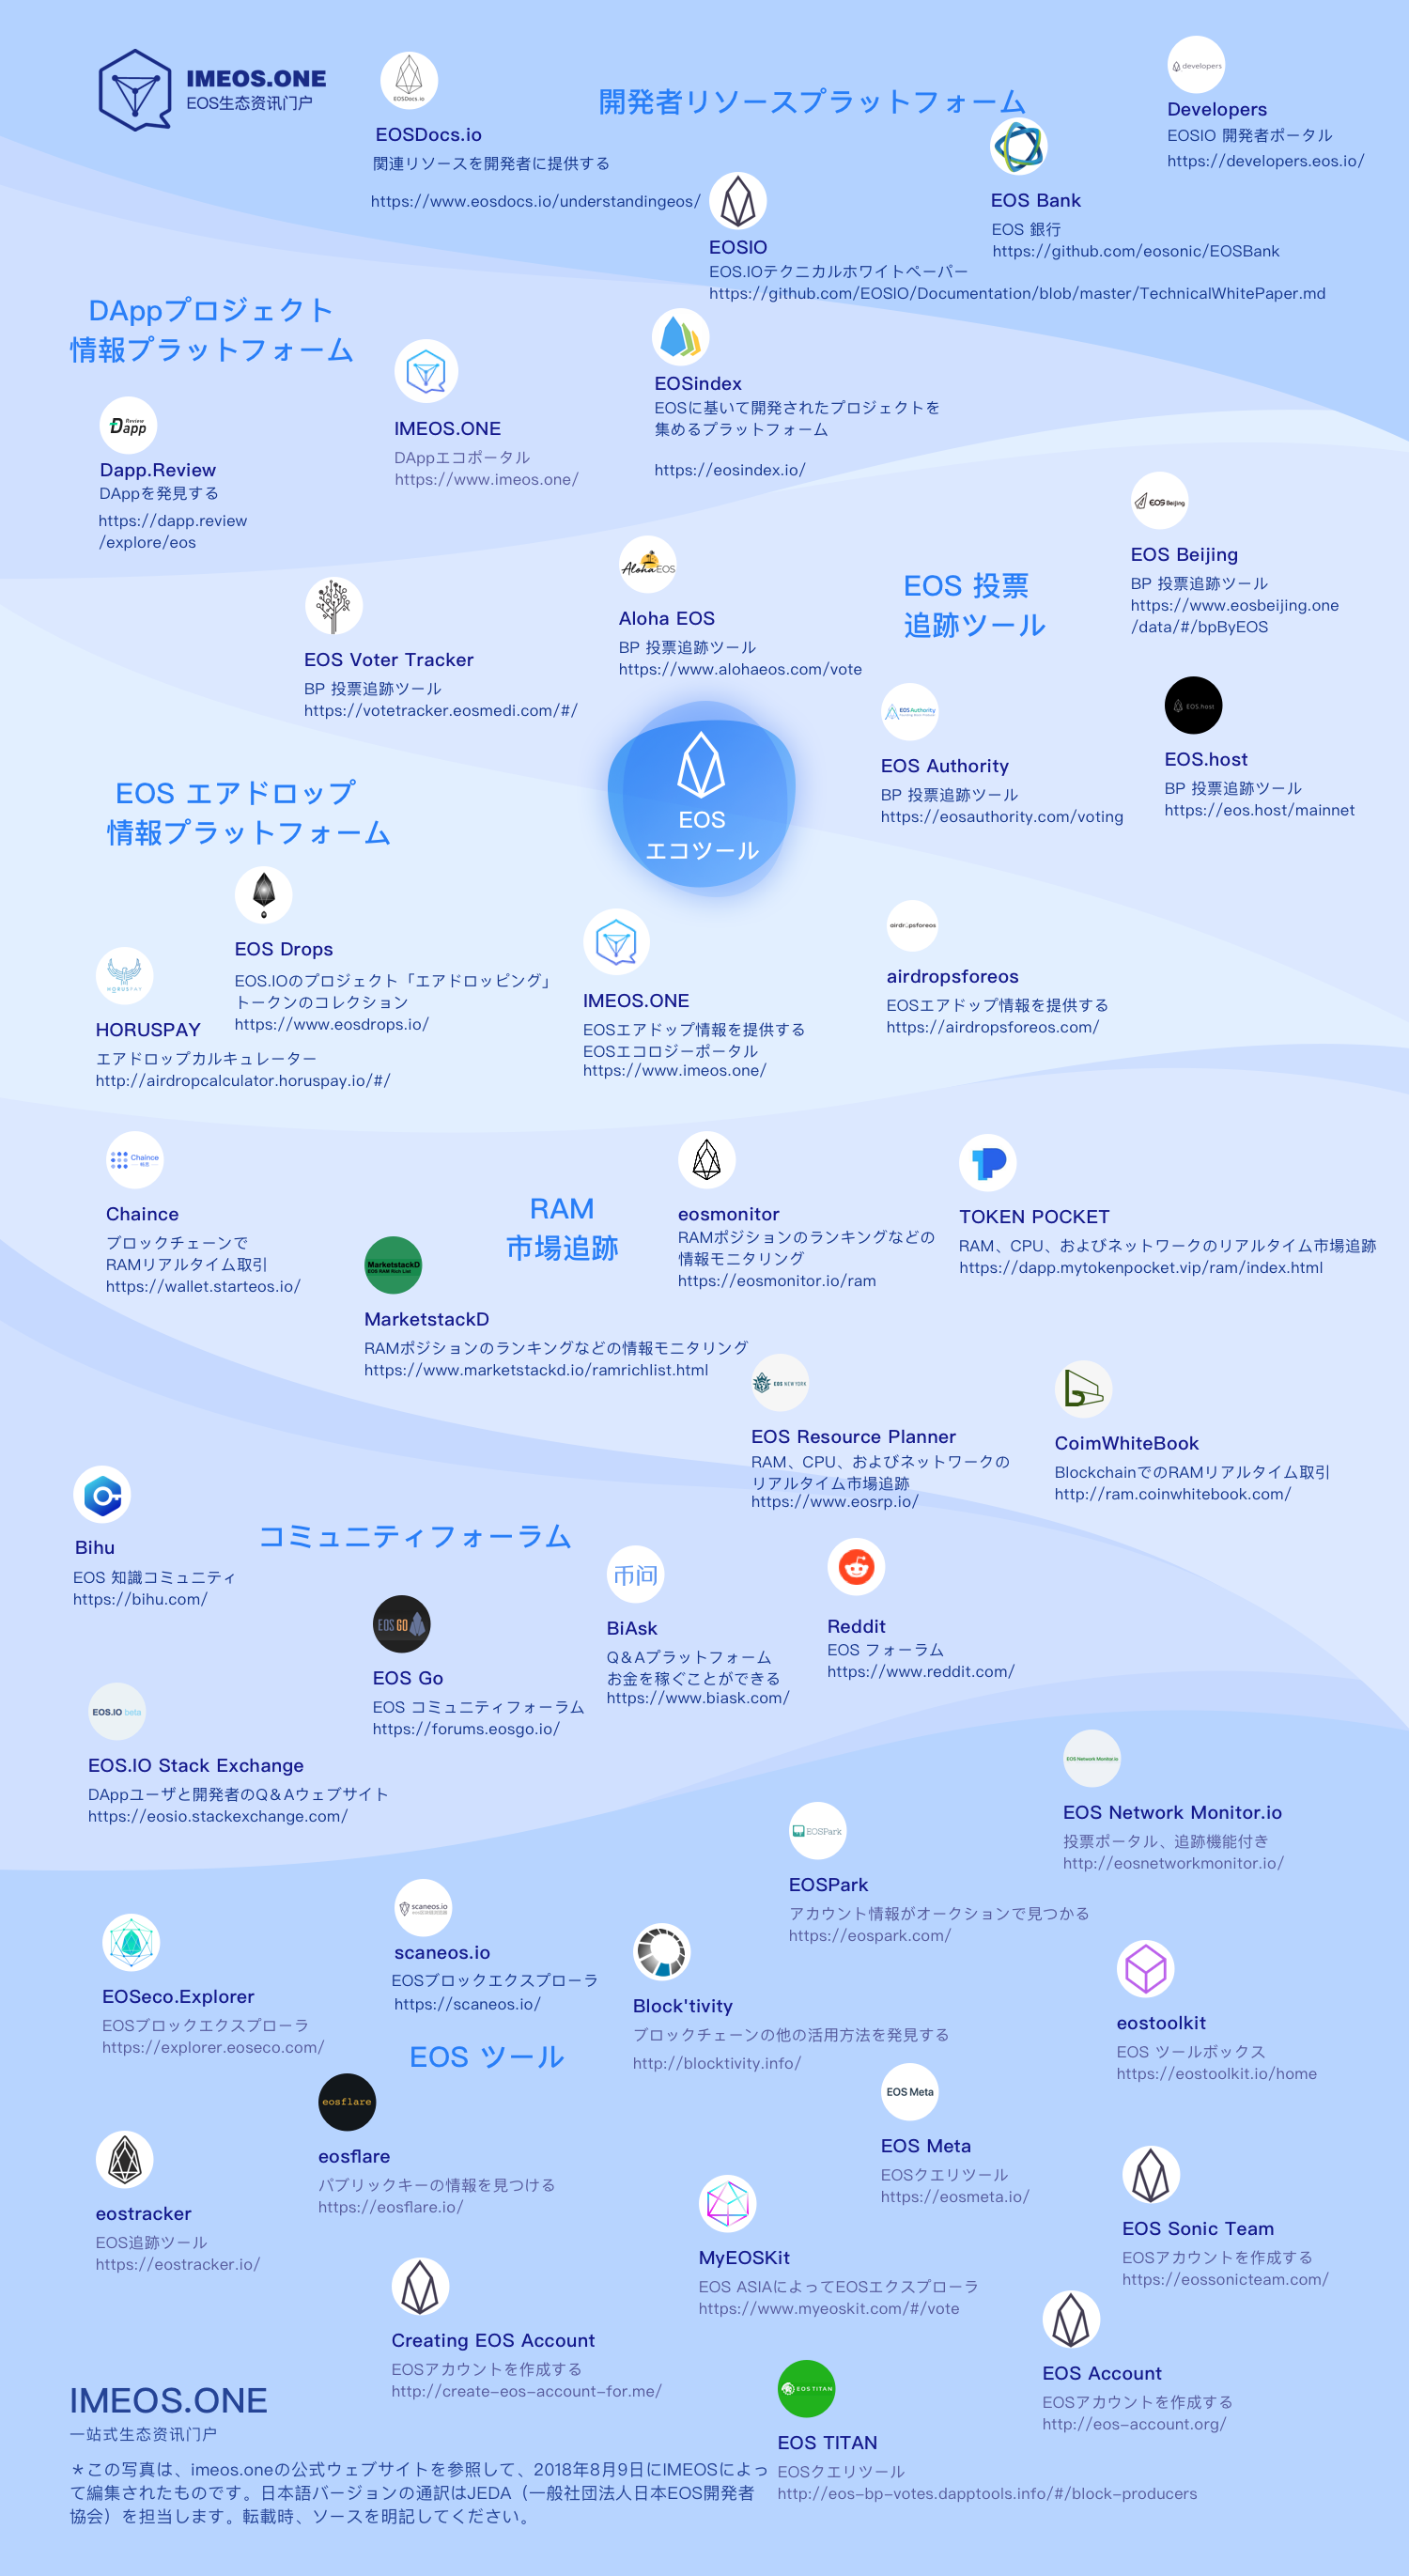 IMEOS.ONE
EOS生态资讯门户
EOSDocs.io
EOSDocs.io
関連リソースを開発者に提供する
https://www.eosdocs.io/understandingeos/
開発者リソースプラットフォーム
developers
Developers
EOSIO 開発者ポータル
https://developers.eos.io/
EOS Bank
EOS 銀行
https://github.com/eosonic/EOSBank
EOSIO
EOS.IOテクニカルホワイトペーパー
https://github.com/EOSIO/Documentation/blob/master/TechnicalWhitePaper.md
DAppプロジェクト
情報プラットフォーム
Review
Dapp
Dapp.Review
DAppを発見する
https://dapp.review
/explore/eos
IMEOS.ONE
DAppエコポータル
https://www.imeos.one/
EOSindex
EOSに基いて開発されたプロジェクトを
集めるプラットフォーム
https://eosindex.io/
EOS 投票
追跡ツール
EOS Beijing
EOS Beijing
BP 投票追跡ツール
https://www.eosbeijing.one
/data/#/bpByEOS
EOS Voter Tracker
BP 投票追跡ツール
https://votetracker.eosmedi.com/#/
AlohaEOS
Aloha EOS
BP 投票追跡ツール
https://www.alohaeos.com/vote
EOSAuthority
EOS Authority
BP 投票追跡ツール
https://eosauthority.com/voting
EOS.host
EOS.host
BP 投票追跡ツール
https://eos.host/mainnet
EOS
エコツール
EOS エアドロップ
情報プラットフォーム
EOS Drops
EOS.IOのプロジェクト「エアドロッピング」
トークンのコレクション
https://www.eosdrops.io/
HORUSPAY
HORUSPAY
エアドロップカルキュレーター
http://airdropcalculator.horuspay.io/#/
IMEOS.ONE
EOSエアドップ情報を提供する
EOSエコロジーポータル
https://www.imeos.one/
airdropsforeos
airdropsforeos
EOSエアドップ情報を提供する
https://airdropsforeos.com/
RAM
市場追跡
Chaince
Chaince
ブロックチェーンで
RAMリアルタイム取引
https://wallet.starteos.io/
MarketstackD
EOS RAM Rich List
MarketstackD
RAMポジションのランキングなどの情報モニタリング
https://www.marketstackd.io/ramrichlist.html
eosmonitor
RAMポジションのランキングなどの
情報モニタリング
https://eosmonitor.io/ram
TOKEN POCKET
RAM、CPU、およびネットワークのリアルタイム市場追跡
https://dapp.mytokenpocket.vip/ram/index.html
EOS NEW YORK
EOS Resource Planner
RAM、CPU、およびネットワークの
リアルタイム市場追跡
https://www.eosrp.io/
CoimWhiteBook
BlockchainでのRAMリアルタイム取引
http://ram.coinwhitebook.com/
コミュニティフォーラム
Bihu
EOS 知識コミュニティ
https://bihu.com/
EOS GO
EOS Go
EOS コミュニティフォーラム
https://forums.eosgo.io/
币问
BiAsk
Q＆Aプラットフォーム
お金を稼ぐことができる
https://www.biask.com/
Reddit
EOS フォーラム
https://www.reddit.com/
EOS.IO beta
EOS.IO Stack Exchange
DAppユーザと開発者のQ＆Aウェブサイト
https://eosio.stackexchange.com/
EOS Network Monitor.io
EOS Network Monitor.io
投票ポータル、追跡機能付き
http://eosnetworkmonitor.io/
EOSPark
EOSPark
アカウント情報がオークションで見つかる
https://eospark.com/
EOSeco.Explorer
EOSブロックエクスプローラ
https://explorer.eoseco.com/
scaneos.io
scaneos.io
EOSブロックエクスプローラ
https://scaneos.io/
Block'tivity
ブロックチェーンの他の活用方法を発見する
http://blocktivity.info/
eostoolkit
EOS ツールボックス
https://eostoolkit.io/home
EOS ツール
eosflare
eosflare
パブリックキーの情報を見つける
https://eosflare.io/
EOS Meta
EOS Meta
EOSクエリツール
https://eosmeta.io/
eostracker
EOS追跡ツール
https://eostracker.io/
MyEOSKit
EOS ASIAによってEOSエクスプローラ
https://www.myeoskit.com/#/vote
EOS Sonic Team
EOSアカウントを作成する
https://eossonicteam.com/
Creating EOS Account
EOSアカウントを作成する
http://create-eos-account-for.me/
EOS Account
EOSアカウントを作成する
http://eos-account.org/
EOS TITAN
EOS TITAN
EOSクエリツール
http://eos-bp-votes.dapptools.info/#/block-producers
IMEOS.ONE
一站式生态资讯门户
＊この写真は、imeos.oneの公式ウェブサイトを参照して、2018年8月9日にIMEOSによっ
て編集されたものです。日本語バージョンの通訳はJEDA（一般社団法人日本EOS開発者
協会）を担当します。転載時、ソースを明記してください。